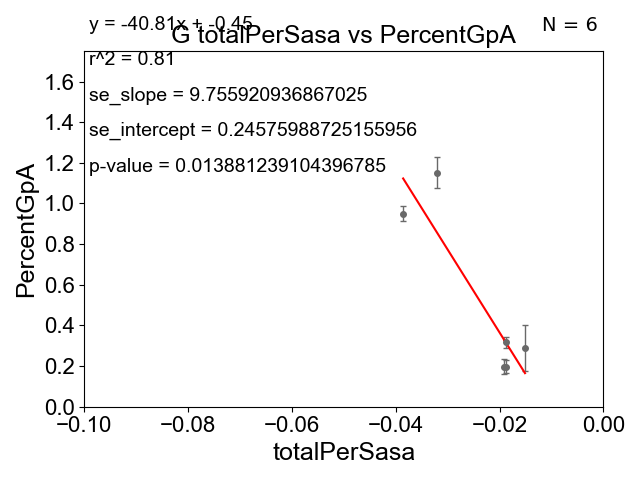 y = -40.81x + -0.45
G totalPerSasa vs PercentGpA
N = 6
r^2 = 0.81
se_slope = 9.755920936867025
se_intercept = 0.24575988725155956
p-value = 0.013881239104396785
PercentGpA
1.6
1.4
1.2
1.0
0.8
0.6
0.4
0.2
0.0
−0.10 −0.08 −0.06 −0.04 −0.02 0.00
totalPerSasa